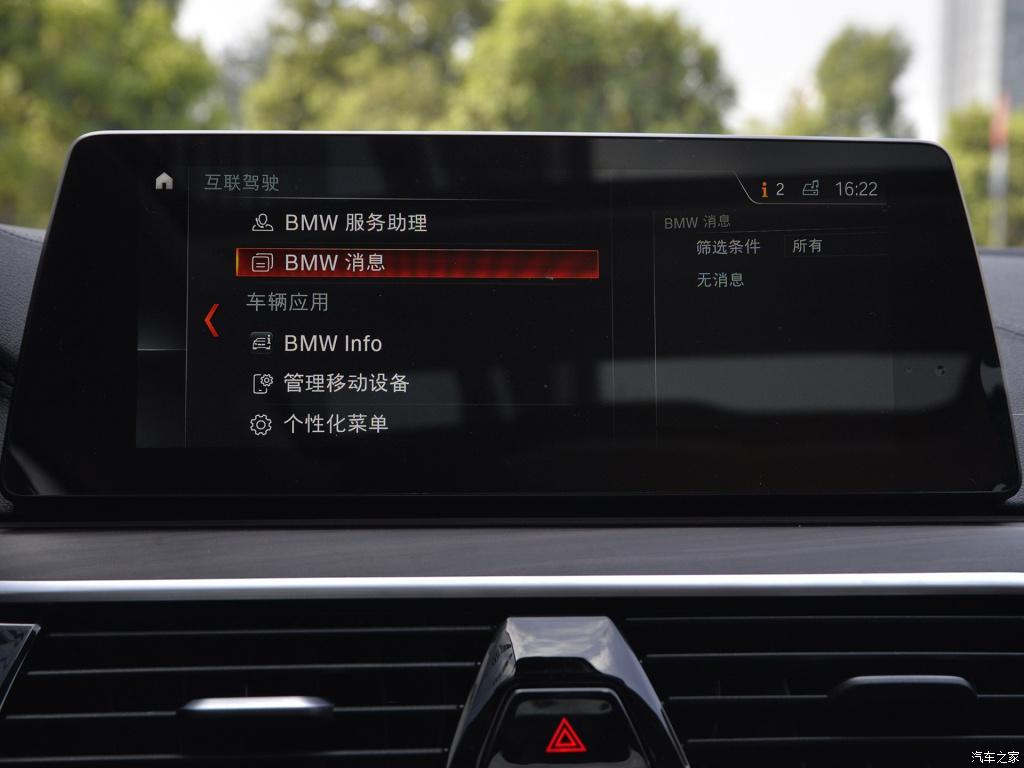 互联驾驶
2 16:22
BMW 服务助理
BMW 消息
车辆应用
BMW Info
管理移动设备
个性化菜单
BMW 消息
筛选条件 所有
无消息
汽车之家